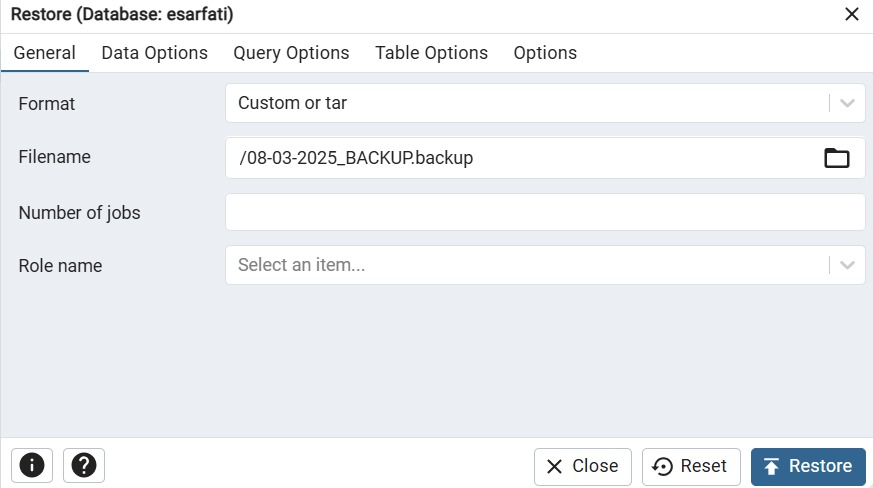 Restore (Database: esarfati)
General Data Options Query Options Table Options Options
Format Custom or tar
Filename /08-03-2025_BACKUP.backup
Number of jobs
Role name Select an item...
Close Reset Restore